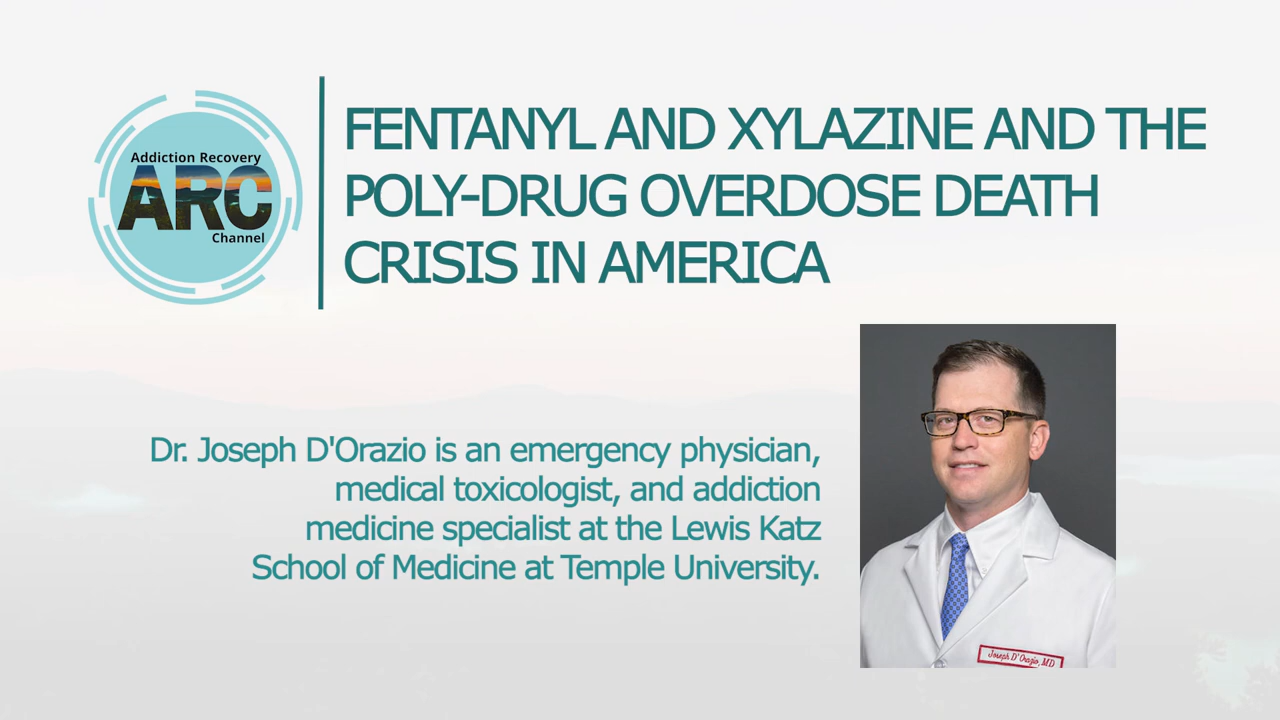 Addiction Recovery
ARC
Channel
FENTANYL AND XYLAZINE AND THE
POLY-DRUG OVERDOSE DEATH
CRISIS IN AMERICA
Dr. Joseph D'Orazio is an emergency physician,
medical toxicologist, and addiction
medicine specialist at the Lewis Katz
School of Medicine at Temple University.
Joseph D'Orazio, MD